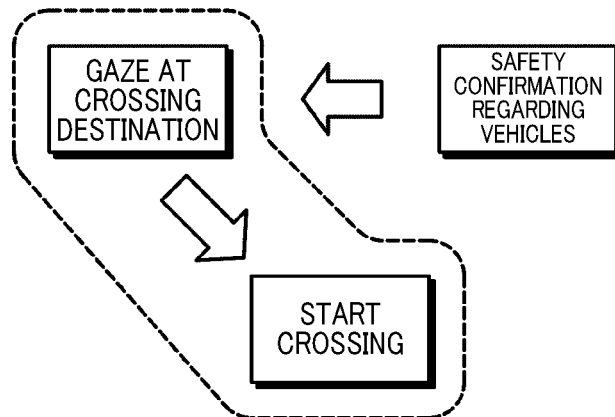 GAZE AT
CROSSING
DESTINATION
SAFETY
CONFIRMATION
REGARDING
VEHICLES
START
CROSSING